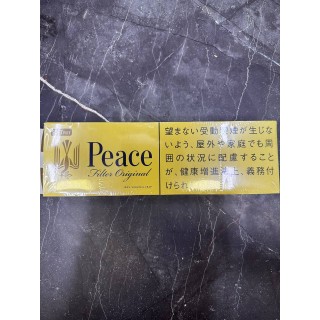 Peace
Filter Original
望まない受動喫煙が生じな
いよう、屋外や家庭でも周
囲の状況に配慮すること
が、健康増進法上、義務付
けられ